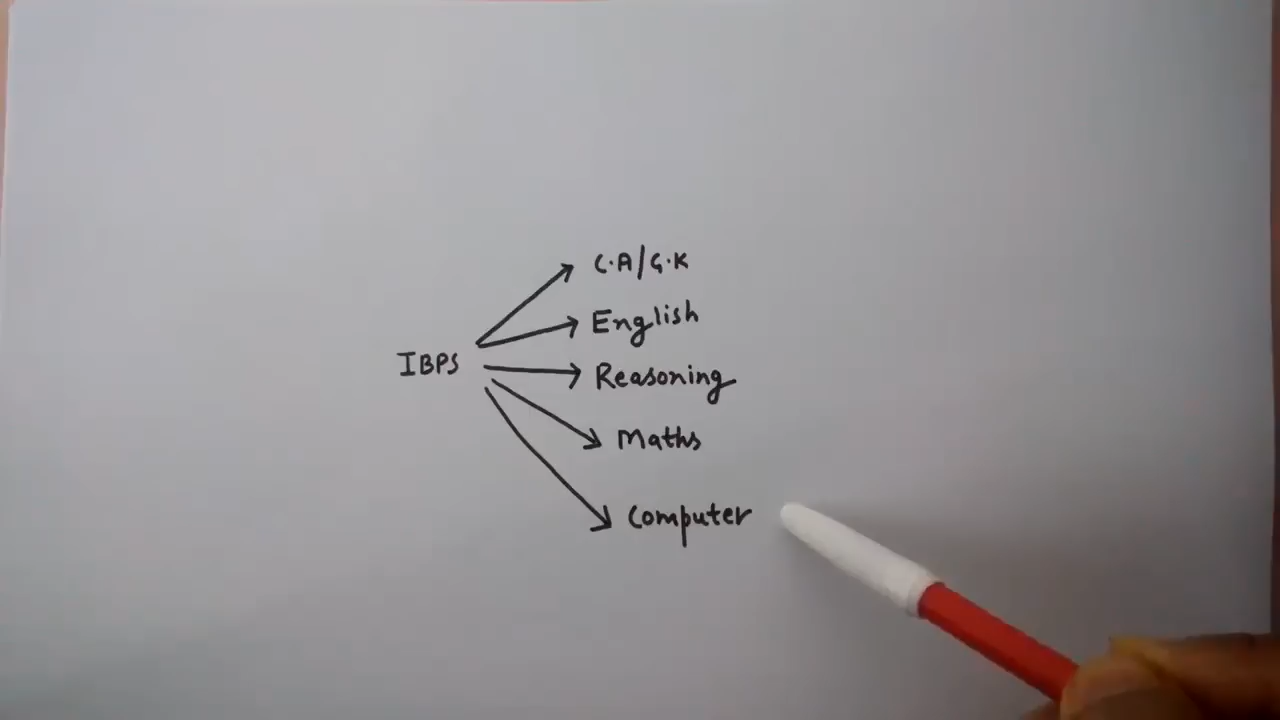 C.A/G.K
English
IBPS
Reasoning
Maths
Computer